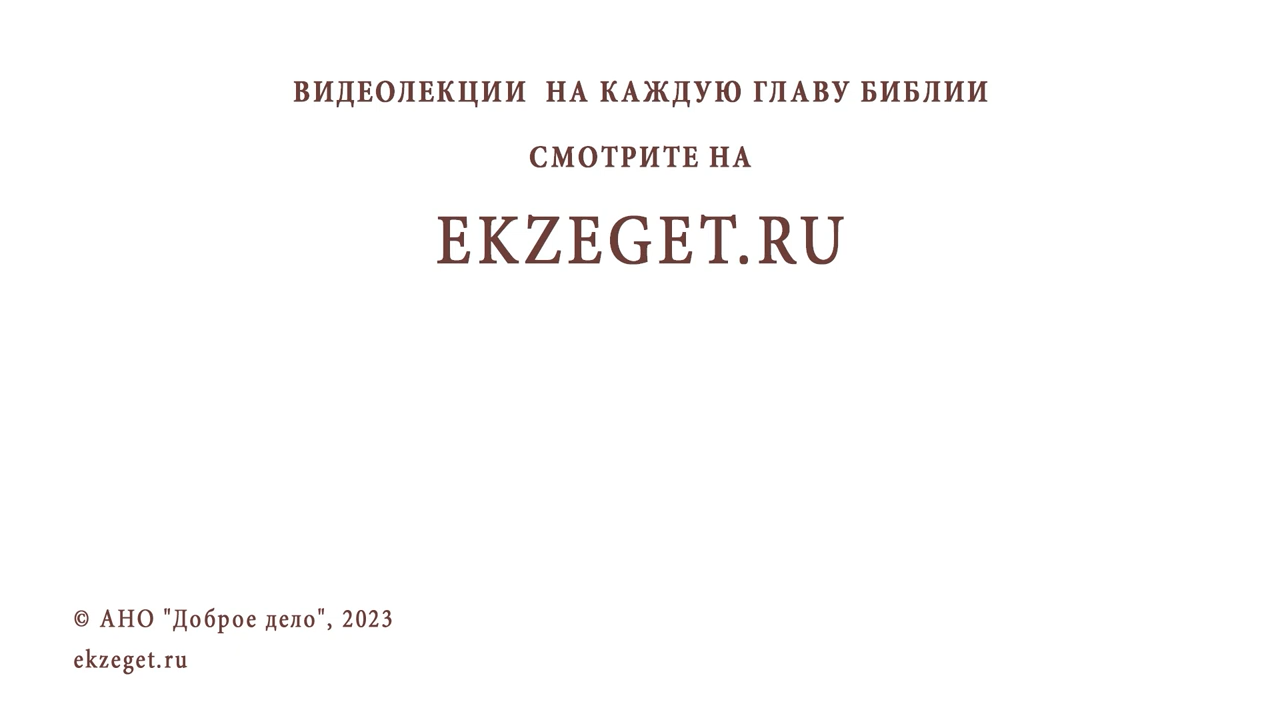 ВИДЕОЛЕКЦИИ  НА КАЖДУЮ ГЛАВУ БИБЛИИ
СМОТРИТЕ НА
EKZEGET.RU
© АНО "Доброе дело", 2023
ekzeget.ru